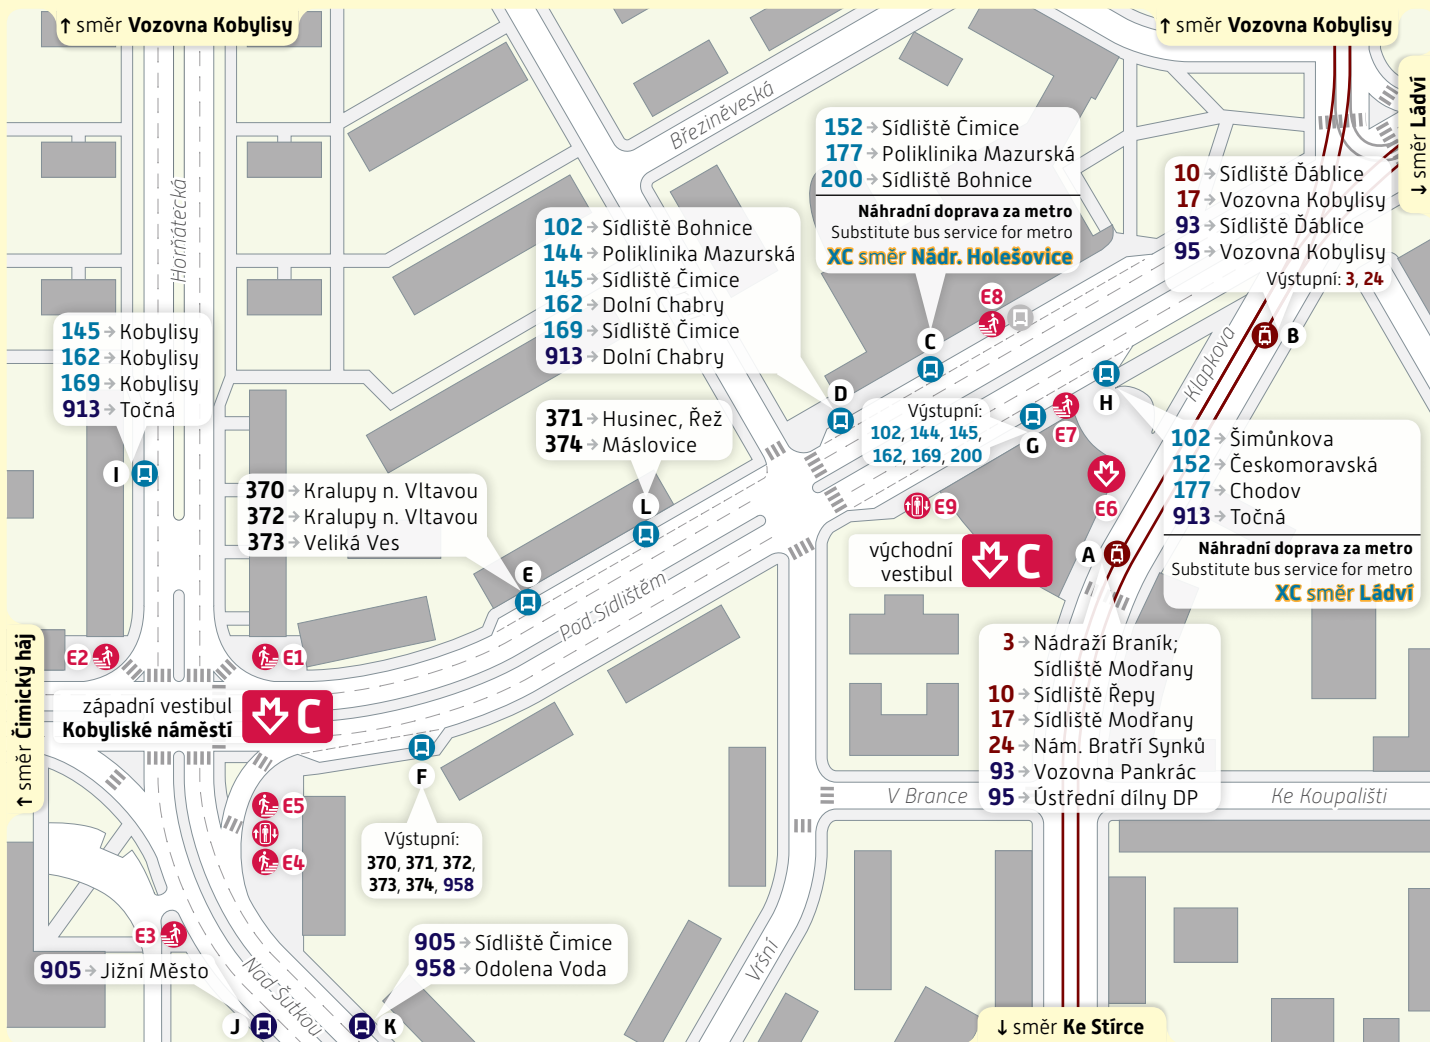 ↑ směr Vozovna Kobylisy
↑ směr Vozovna Kobylisy
↓ směr Ládví
Březiněveská
Horňátecká
152 → Sídliště Čimice
177 → Poliklinika Mazurská
200 → Sídliště Bohnice
Náhradní doprava za metro
Substitute bus service for metro
XC směr Nádr. Holešovice
10 → Sídliště Ďáblice
17 → Vozovna Kobylisy
93 → Sídliště Ďáblice
95 → Vozovna Kobylisy
Výstupní: 3, 24
102 → Sídliště Bohnice
144 → Poliklinika Mazurská
145 → Sídliště Čimice
162 → Dolní Chabry
169 → Sídliště Čimice
913 → Dolní Chabry
E8
C
B
Klapkova
145 → Kobylisy
162 → Kobylisy
169 → Kobylisy
913 → Točná
I
D
H
Výstupní:
102, 144, 145,
162, 169, 200
G
E7
371 → Husinec, Řež
374 → Máslovice
L
102 → Šimůnkova
152 → Českomoravská
177 → Chodov
913 → Točná
Náhradní doprava za metro
Substitute bus service for metro
XC směr Ládví
370 → Kralupy n. Vltavou
372 → Kralupy n. Vltavou
373 → Veliká Ves
E
E9
E6
A
východní
vestibul
C
Pod Sídlištěm
3 → Nádraží Braník;
Sídliště Modřany
10 → Sídliště Řepy
17 → Sídliště Modřany
24 → Nám. Bratří Synků
93 → Vozovna Pankrác
95 → Ústřední dílny DP
E2
E1
↑ směr Čimický háj
západní vestibul
Kobyliské náměstí
C
F
Výstupní:
370, 371, 372,
373, 374, 958
V Brance
Ke Koupališti
E5
E4
E3
905 → Jižní Město
J
Nad Šutkou
905 → Sídliště Čimice
958 → Odolena Voda
K
Vršní
↓ směr Ke Stírce